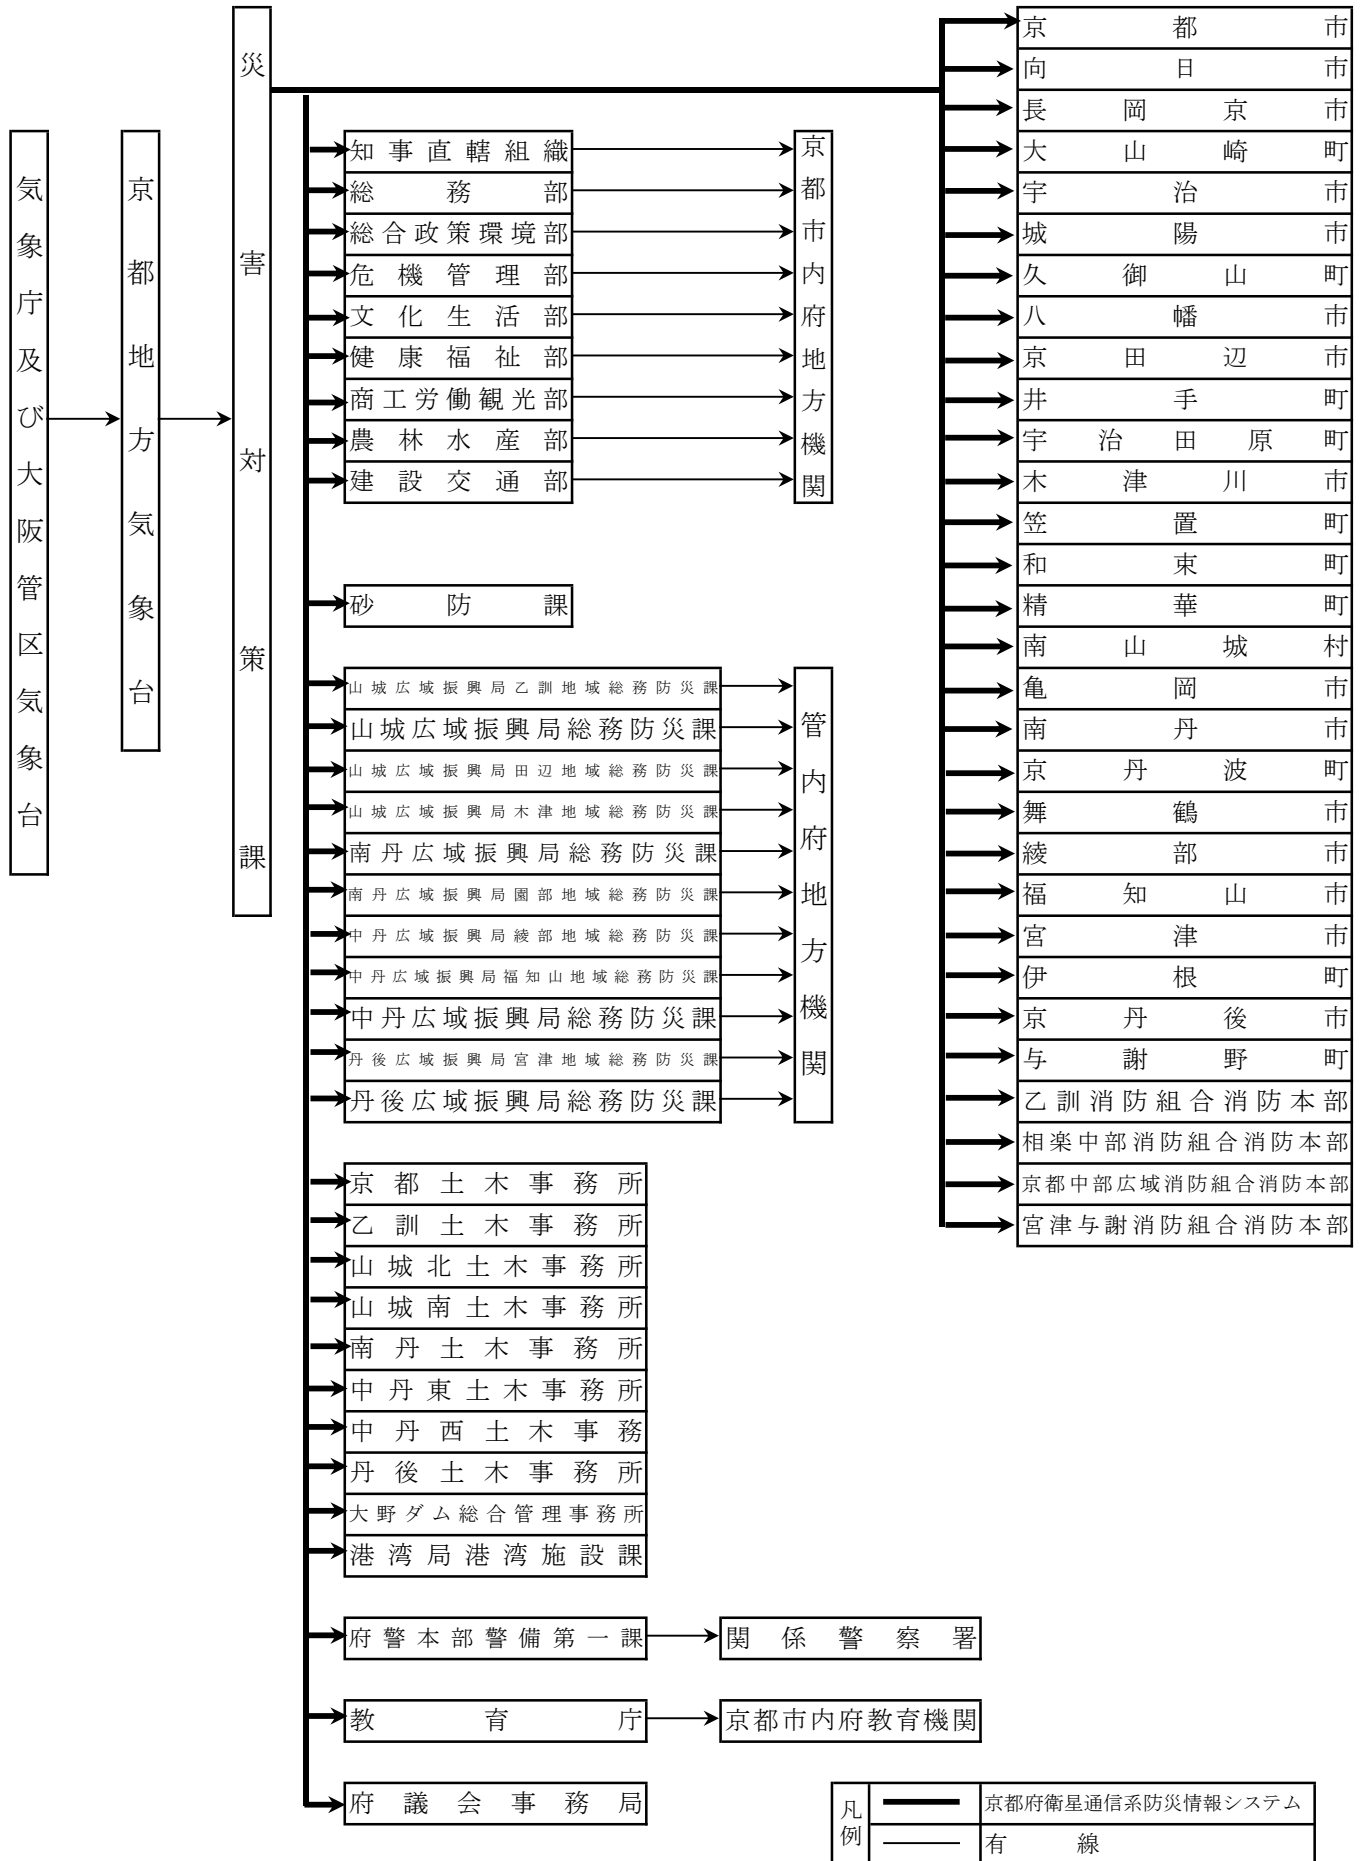 気象庁及び大阪管区気象台
京都地方気象台
災害対策課
知事直轄組織
総務部
総合政策環境部
危機管理部
文化生活部
健康福祉部
商工労働観光部
農林水産部
建設交通部
京都市内府地方機関
砂防課
山城広域振興局乙訓地域総務防災課
山城広域振興局総務防災課
山城広域振興局田辺地域総務防災課
山城広域振興局木津地域総務防災課
南丹広域振興局総務防災課
南丹広域振興局園部地域総務防災課
中丹広域振興局綾部地域総務防災課
中丹広域振興局福知山地域総務防災課
中丹広域振興局総務防災課
丹後広域振興局宮津地域総務防災課
丹後広域振興局総務防災課
管内府地方機関
京都土木事務所
乙訓土木事務所
山城北土木事務所
山城南土木事務所
南丹土木事務所
中丹東土木事務所
中丹西土木事務
丹後土木事務所
大野ダム総合管理事務所
港湾局港湾施設課
府警本部警備第一課
関係警察署
教育庁
京都市内府教育機関
府議会事務局
京都市
向日市
長岡京市
大山崎町
宇治市
城陽市
久御山町
八幡市
京田辺市
井手町
宇治田原町
木津川市
笠置町
和束町
精華町
南山城村
亀岡市
南丹市
京丹波町
舞鶴市
綾部市
福知山市
宮津市
伊根町
京丹後市
与謝野町
乙訓消防組合消防本部
相楽中部消防組合消防本部
京都中部広域消防組合消防本部
宮津与謝消防組合消防本部
凡例
京都府衛星通信系防災情報システム
有線